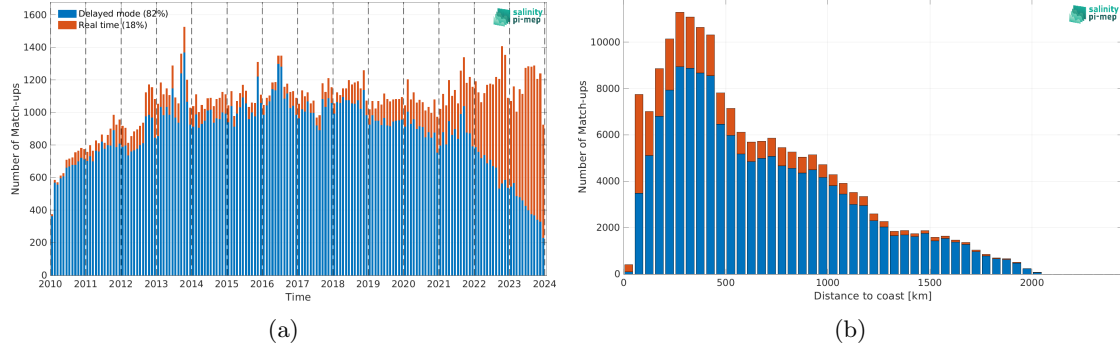 Delayed mode (82%)
Real time (18%)
salinity
pi-mep
Number of Match-ups
1600
1400
1200
1000
800
600
400
200
0
2010 2011 2012 2013 2014 2015 2016 2017 2018 2019 2020 2021 2022 2023 2024
Time
(a)
salinity
pi-mep
Number of Match-ups
10000
8000
6000
4000
2000
0
0 500 1000 1500 2000
Distance to coast [km]
(b)